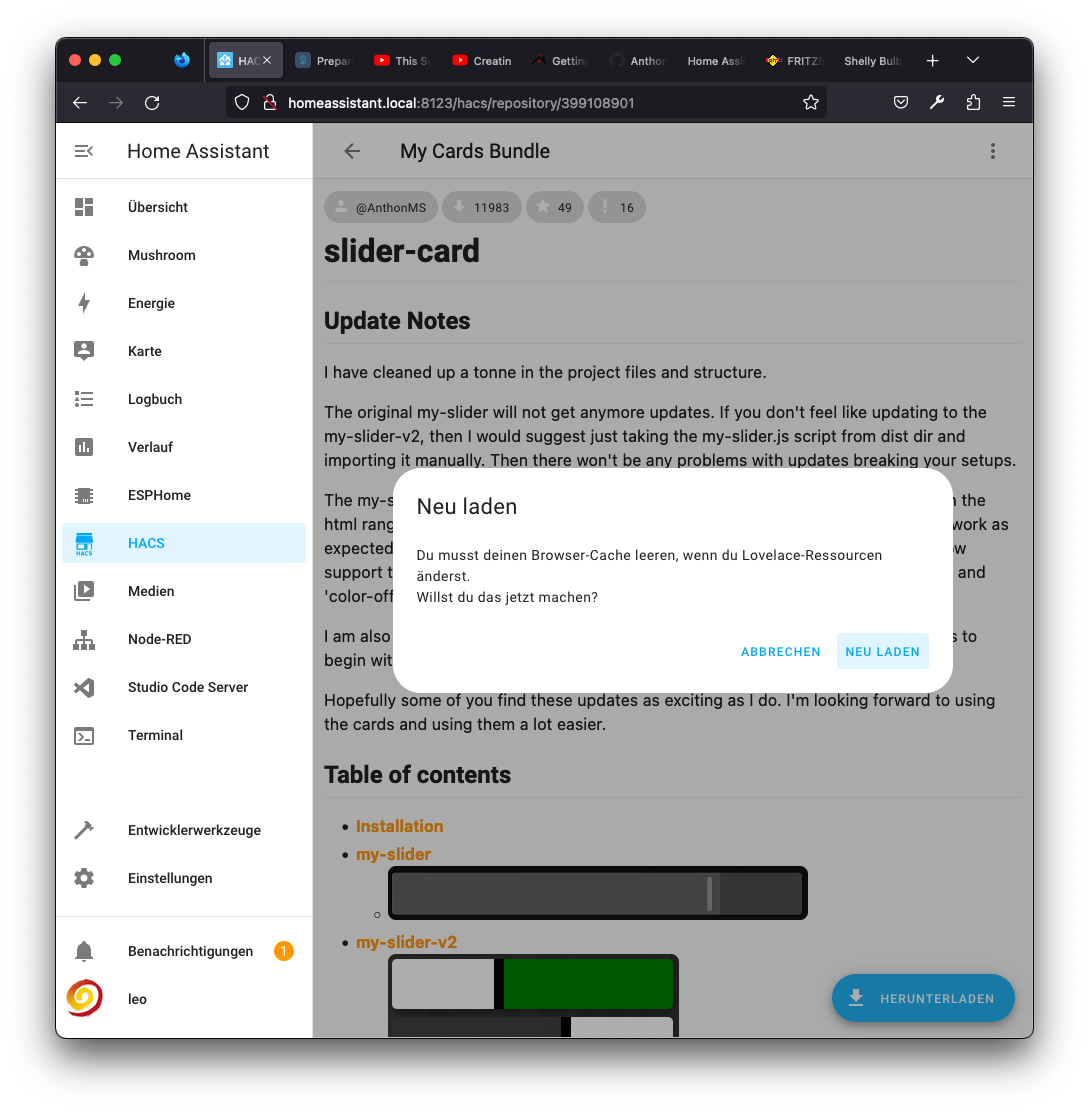 HAC
Prepar
This S
Creatin
Gettin
Anthon
Home Assi
FRITZ!
Shelly Bulb
homeassistant.local:8123/hacs/repository/399108901
Home Assistant
My Cards Bundle
Übersicht
Mushroom
Energie
Karte
Logbuch
Verlauf
ESPHome
HACS
HACS
Medien
Node-RED
Studio Code Server
Terminal
Entwicklerwerkzeuge
Einstellungen
Benachrichtigungen 1
leo
@AnthonMS 11983 49 16
slider-card
Update Notes
I have cleaned up a tonne in the project files and structure.
The original my-slider will not get anymore updates. If you don't feel like updating to the
my-slider-v2, then I would suggest just taking the my-slider.js script from dist dir and
importing it manually. Then there won't be any problems with updates breaking your setups.
The my-s the
html rang work as
expected
support t and
'color-off
I am also s to
begin wit
Neu laden
Du musst deinen Browser-Cache leeren, wenn du Lovelace-Ressourcen
änderst.
Willst du das jetzt machen?
ABBRECHEN NEU LADEN
Hopefully some of you find these updates as exciting as I do. I'm looking forward to using
the cards and using them a lot easier.
Table of contents
Installation
my-slider
my-slider-v2
HERUNTERLADEN